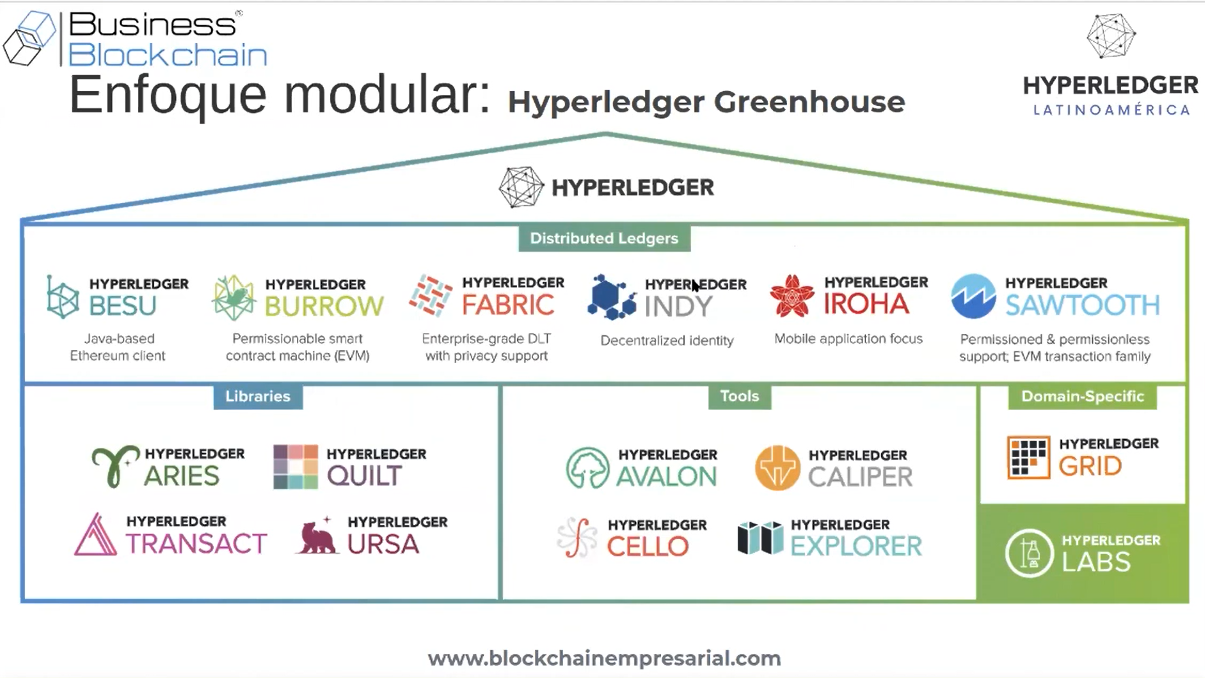 Business®
Blockchain
Enfoque modular: Hyperledger Greenhouse
HYPERLEDGER
LATINOAMÉRICA
HYPERLEDGER
Distributed Ledgers
HYPERLEDGER
BESU
Java-based
Ethereum client
HYPERLEDGER
BURROW
Permissionable smart
contract machine (EVM)
HYPERLEDGER
FABRIC
Enterprise-grade DLT
with privacy support
HYPERLEDGER
INDY
Decentralized identity
HYPERLEDGER
IROHA
Mobile application focus
HYPERLEDGER
SAWTOOTH
Permissioned & permissionless
support; EVM transaction family
Libraries
HYPERLEDGER
ARIES
HYPERLEDGER
QUILT
HYPERLEDGER
TRANSACT
HYPERLEDGER
URSA
Tools
HYPERLEDGER
AVALON
HYPERLEDGER
CALIPER
HYPERLEDGER
CELLO
HYPERLEDGER
EXPLORER
Domain-Specific
HYPERLEDGER
GRID
HYPERLEDGER
LABS
www.blockchainempresarial.com